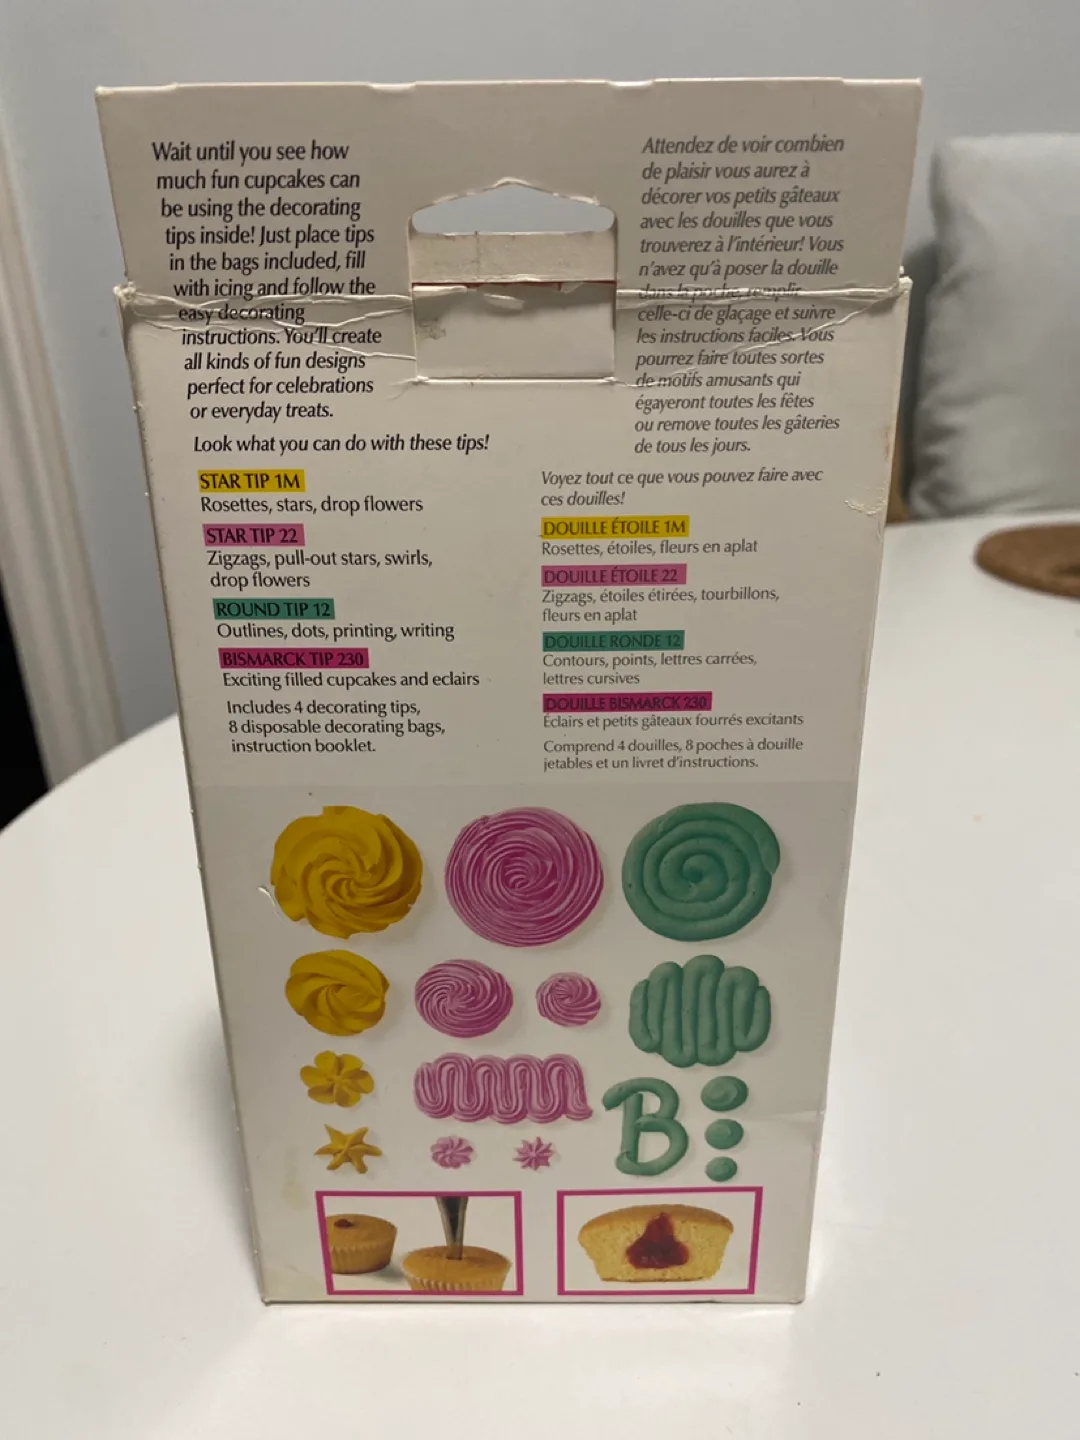 Wait until you see how
much fun cupcakes can
be using the decorating
tips inside! Just place tips
in the bags included, fill
with icing and follow the
easy decorating
instructions. You'll create
all kinds of fun designs
perfect for celebrations
or everyday treats.
Look what you can do with these tips!
STAR TIP 1M
Rosettes, stars, drop flowers
STAR TIP 22
Zigzags, pull-out stars, swirls,
drop flowers
ROUND TIP 12
Outlines, dots, printing, writing
BISMARCK TIP 230
Exciting filled cupcakes and eclairs
Includes 4 decorating tips,
8 disposable decorating bags,
instruction booklet.
Attendez de voir combien
de plaisir vous aurez à
décorer vos petits gâteaux
avec les douilles que vous
trouverez à l'intérieur! Vous
n'avez qu'à poser la douille
dans la poche, remplir
celle-ci de glaçage et suivre
les instructions faciles. Vous
pourrez faire toutes sortes
de motifs amusants qui
égayeront toutes les fêtes
ou remove toutes les gâteries
de tous les jours.
Voyez tout ce que vous pouvez faire avec
ces douilles!
DOUILLE ÉTOILE 1M
Rosettes, étoiles, fleurs en aplat
DOUILLE ÉTOILE 22
Zigzags, étoiles étirées, tourbillons,
fleurs en aplat
DOUILLE RONDE 12
Contours, points, lettres carrées,
lettres cursives
DOUILLE BISMARCK 230
Éclairs et petits gâteaux fourrés excitants
Comprend 4 douilles, 8 poches à douille
jetables et un livret d'instructions.
B